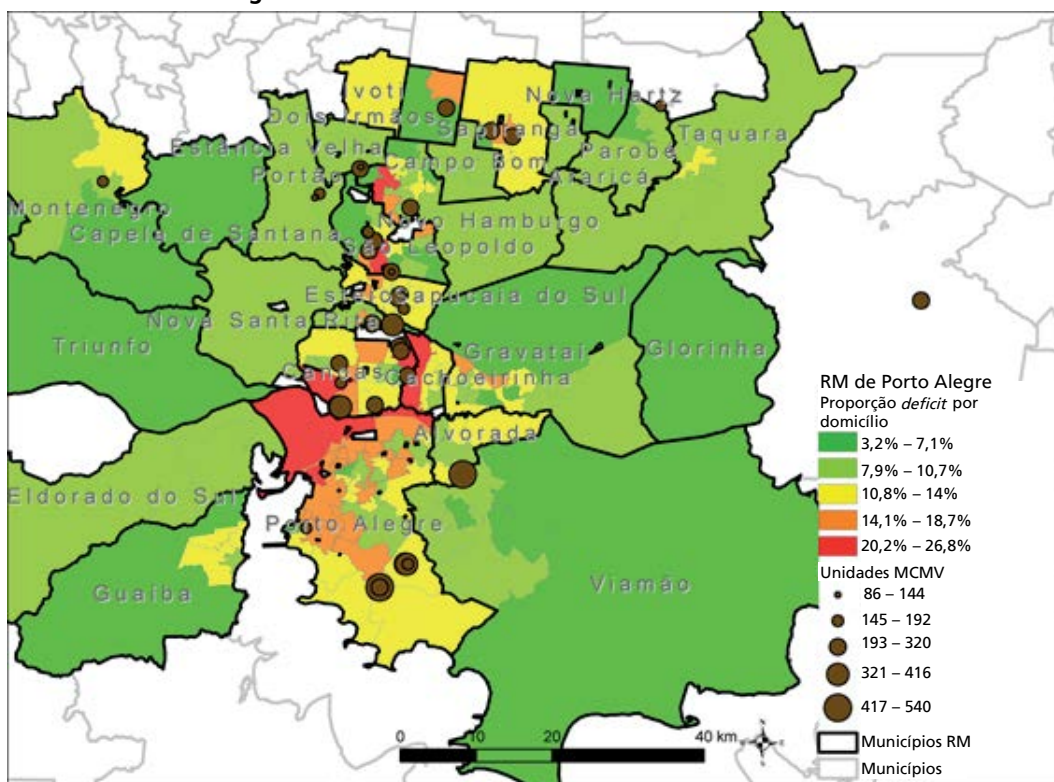 Ivoti
Nova Hartz
Dois Irmãos
Sapiranga
Taquara
Estância Velha
Campo Bom
Parobé
Portão
Araricá
Montenegro
Novo Hamburgo
Capela de Santana
São Leopoldo
Esteio
Sapucaia do Sul
Nova Santa Rita
Triunfo
Gravataí
Glorinha
Canoas
Cachoeirinha
Alvorada
Eldorado do Sul
Porto Alegre
Guaíba
Viamão
RM de Porto Alegre
Proporção deficit por
domicílio
3,2% – 7,1%
7,9% – 10,7%
10,8% – 14%
14,1% – 18,7%
20,2% – 26,8%
Unidades MCMV
86 – 144
145 – 192
193 – 320
321 – 416
417 – 540
Municípios RM
Municípios
0 10 20 40 km